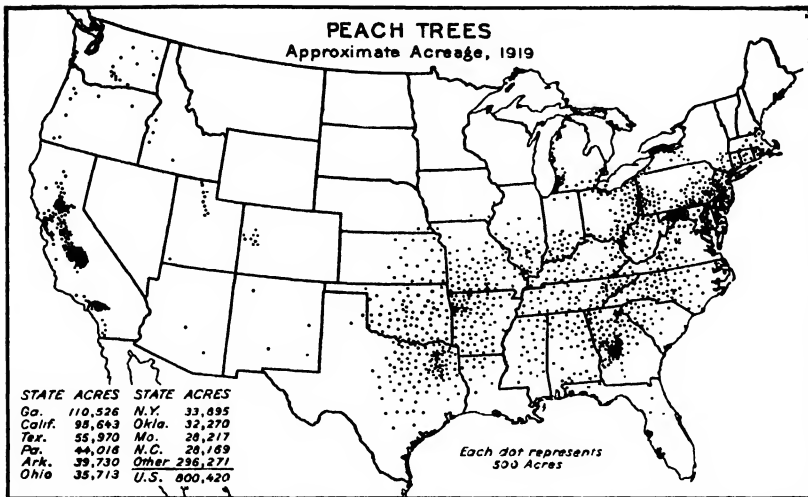 PEACH TREES
Approximate Acreage, 1919
STATE ACRES STATE ACRES
Ga. 110,526 N.Y. 33,895
Calif. 95,643 Okla. 32,270
Tex. 55,970 Mo. 28,217
Pa. 44,016 N.C. 28,169
Ark. 39,730 Other 296,271
Ohio 35,713 U.S. 800,420
Each dot represents
500 Acres